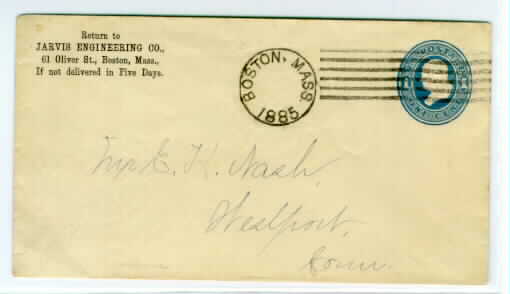 Return to
JARVIS ENGINEERING CO.,
61 Oliver St., Boston, Mass.,
If not delivered in Five Days.
BOSTON, MASS
1885
U.S. POSTAGE
ONE CENT
Mr E. H. Nash,
Westport,
Conn.